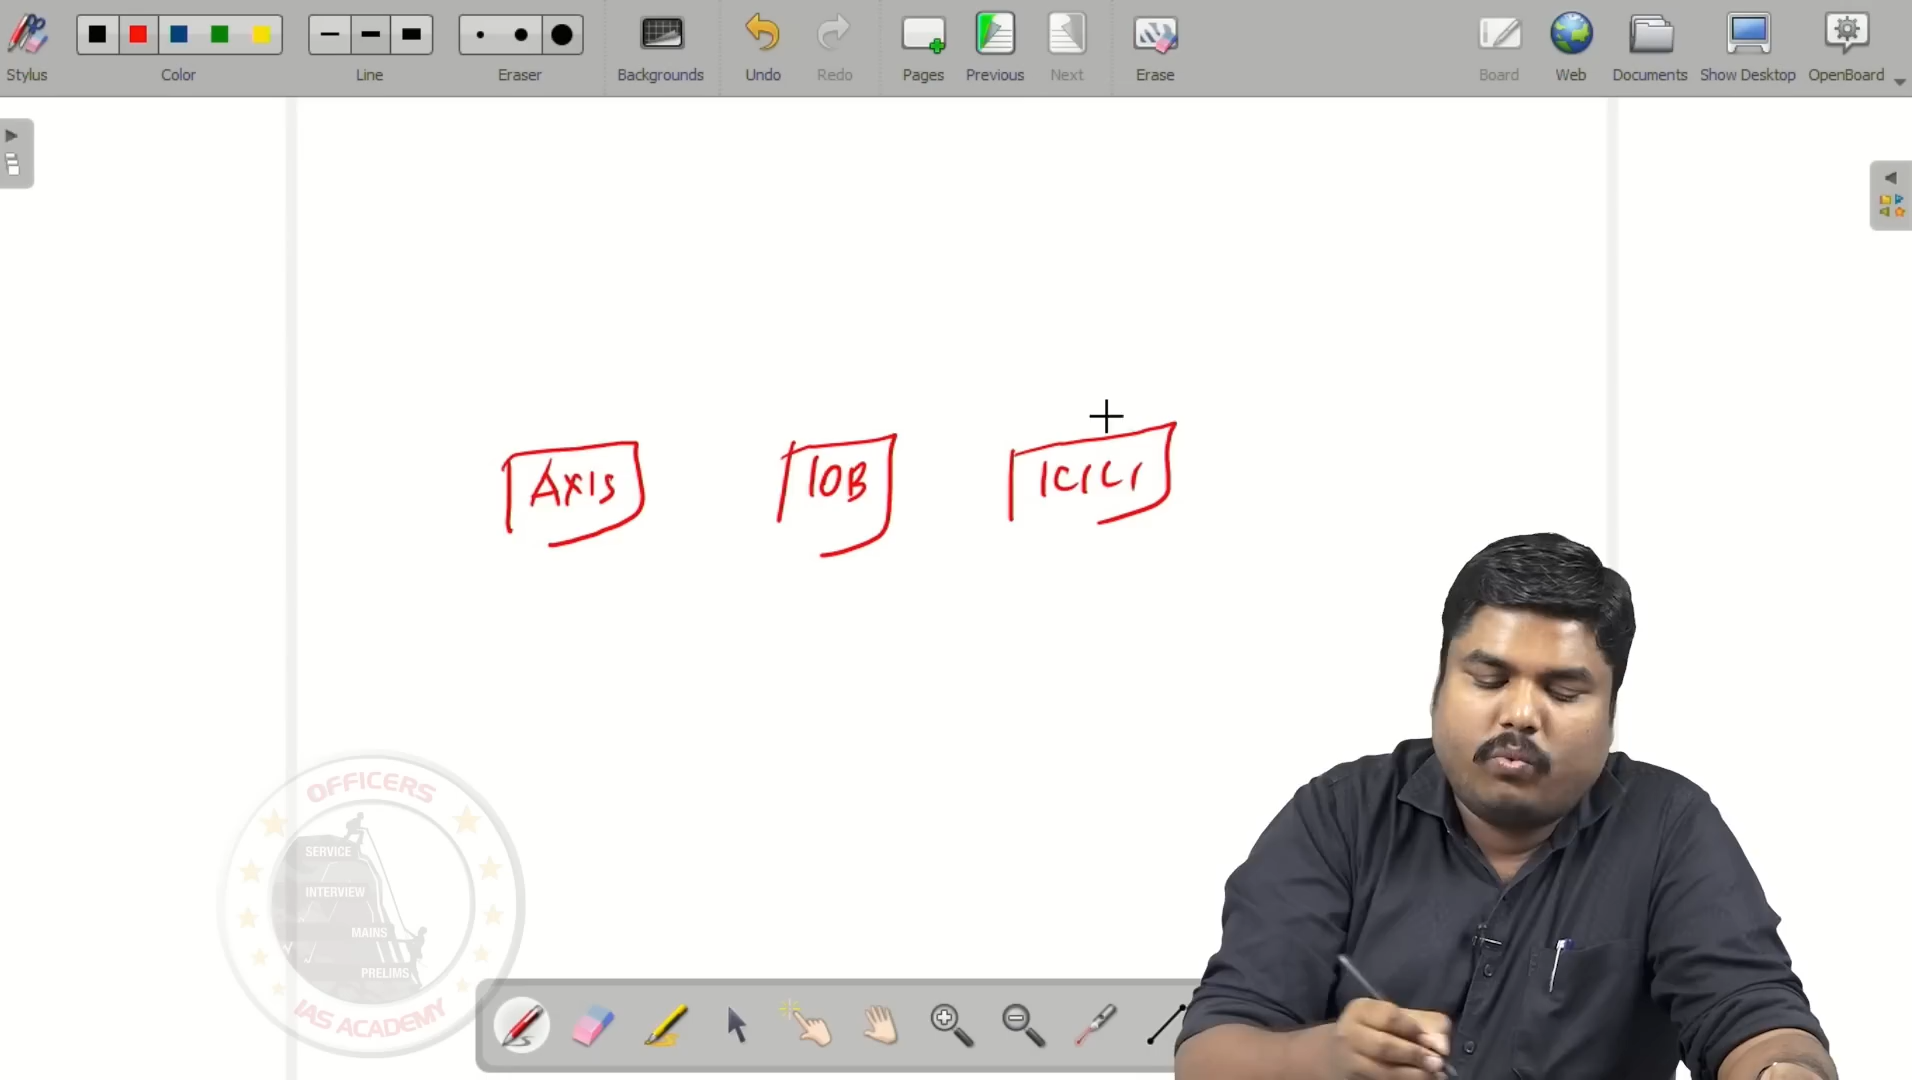 Stylus Color Line Eraser Backgrounds Undo Redo Pages Previous Next Erase Board Web Documents Show Desktop OpenBoard
AXIS IOB ICICI
OFFICERS
SERVICE
INTERVIEW
MAINS
PRELIMS
IAS ACADEMY